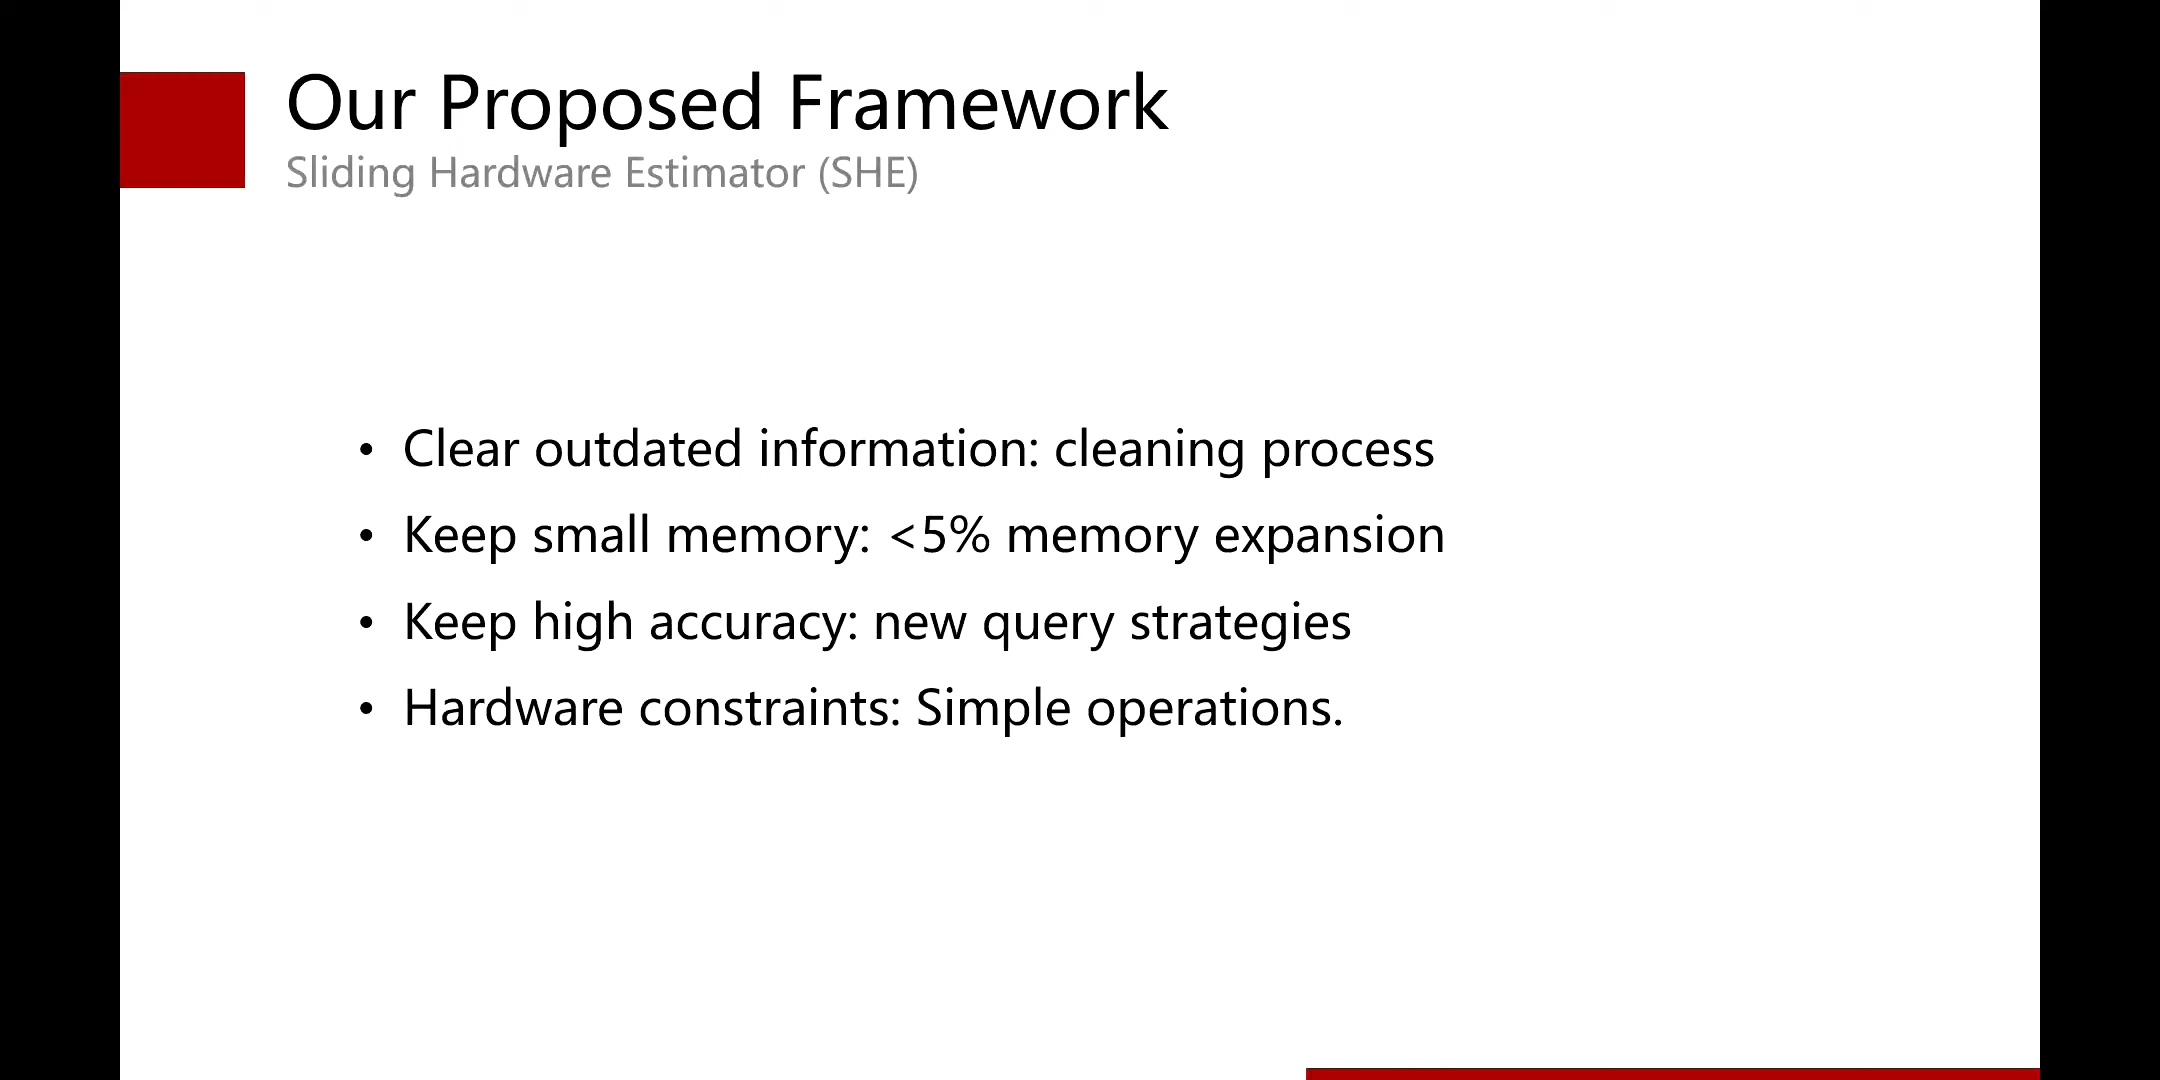 Our Proposed Framework
Sliding Hardware Estimator (SHE)
• Clear outdated information: cleaning process
• Keep small memory: <5% memory expansion
• Keep high accuracy: new query strategies
• Hardware constraints: Simple operations.